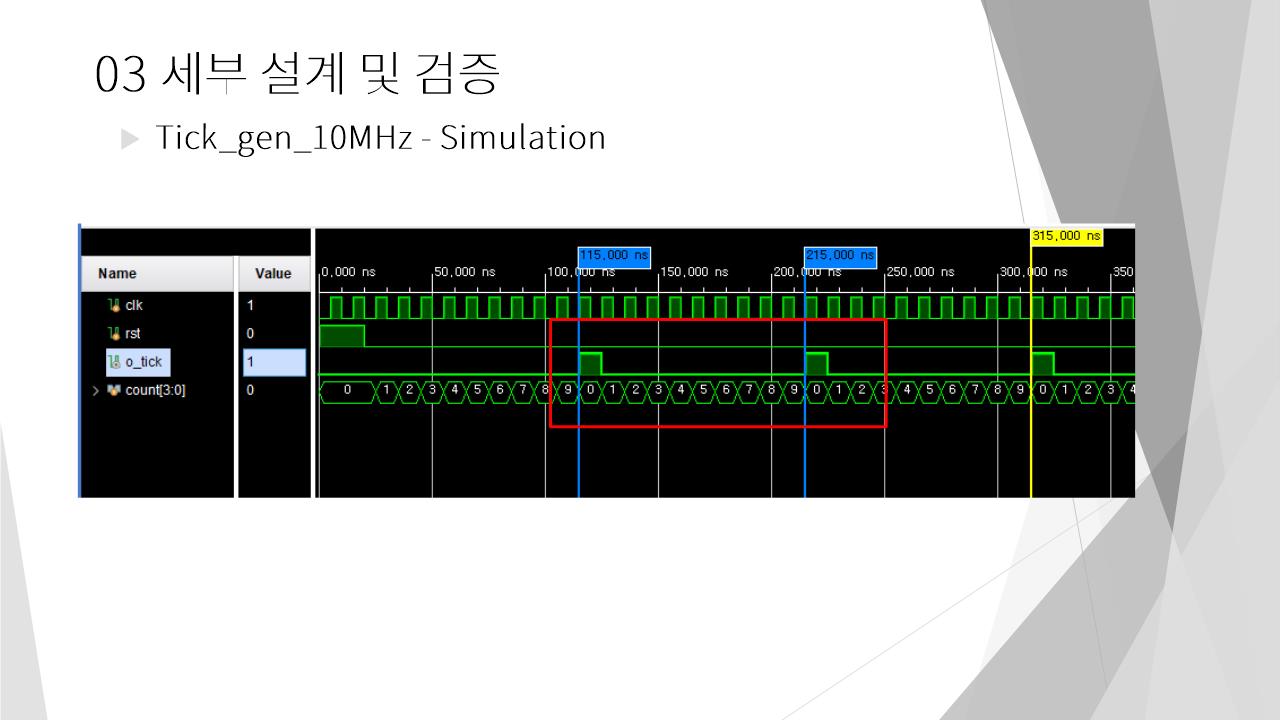 03 세부 설계 및 검증
Tick_gen_10MHz - Simulation
315,000 ns
115,000 ns 215,000 ns
Name Value 0.000 ns 50,000 ns 100,000 ns 150,000 ns 200,000 ns 250,000 ns 300,000 ns 350
clk 1
rst 0
o_tick 1
count[3:0] 0 0 1 2 3 4 5 6 7 8 9 0 1 2 3 4 5 6 7 8 9 0 1 2 3 4 5 6 7 8 9 0 1 2 3 4